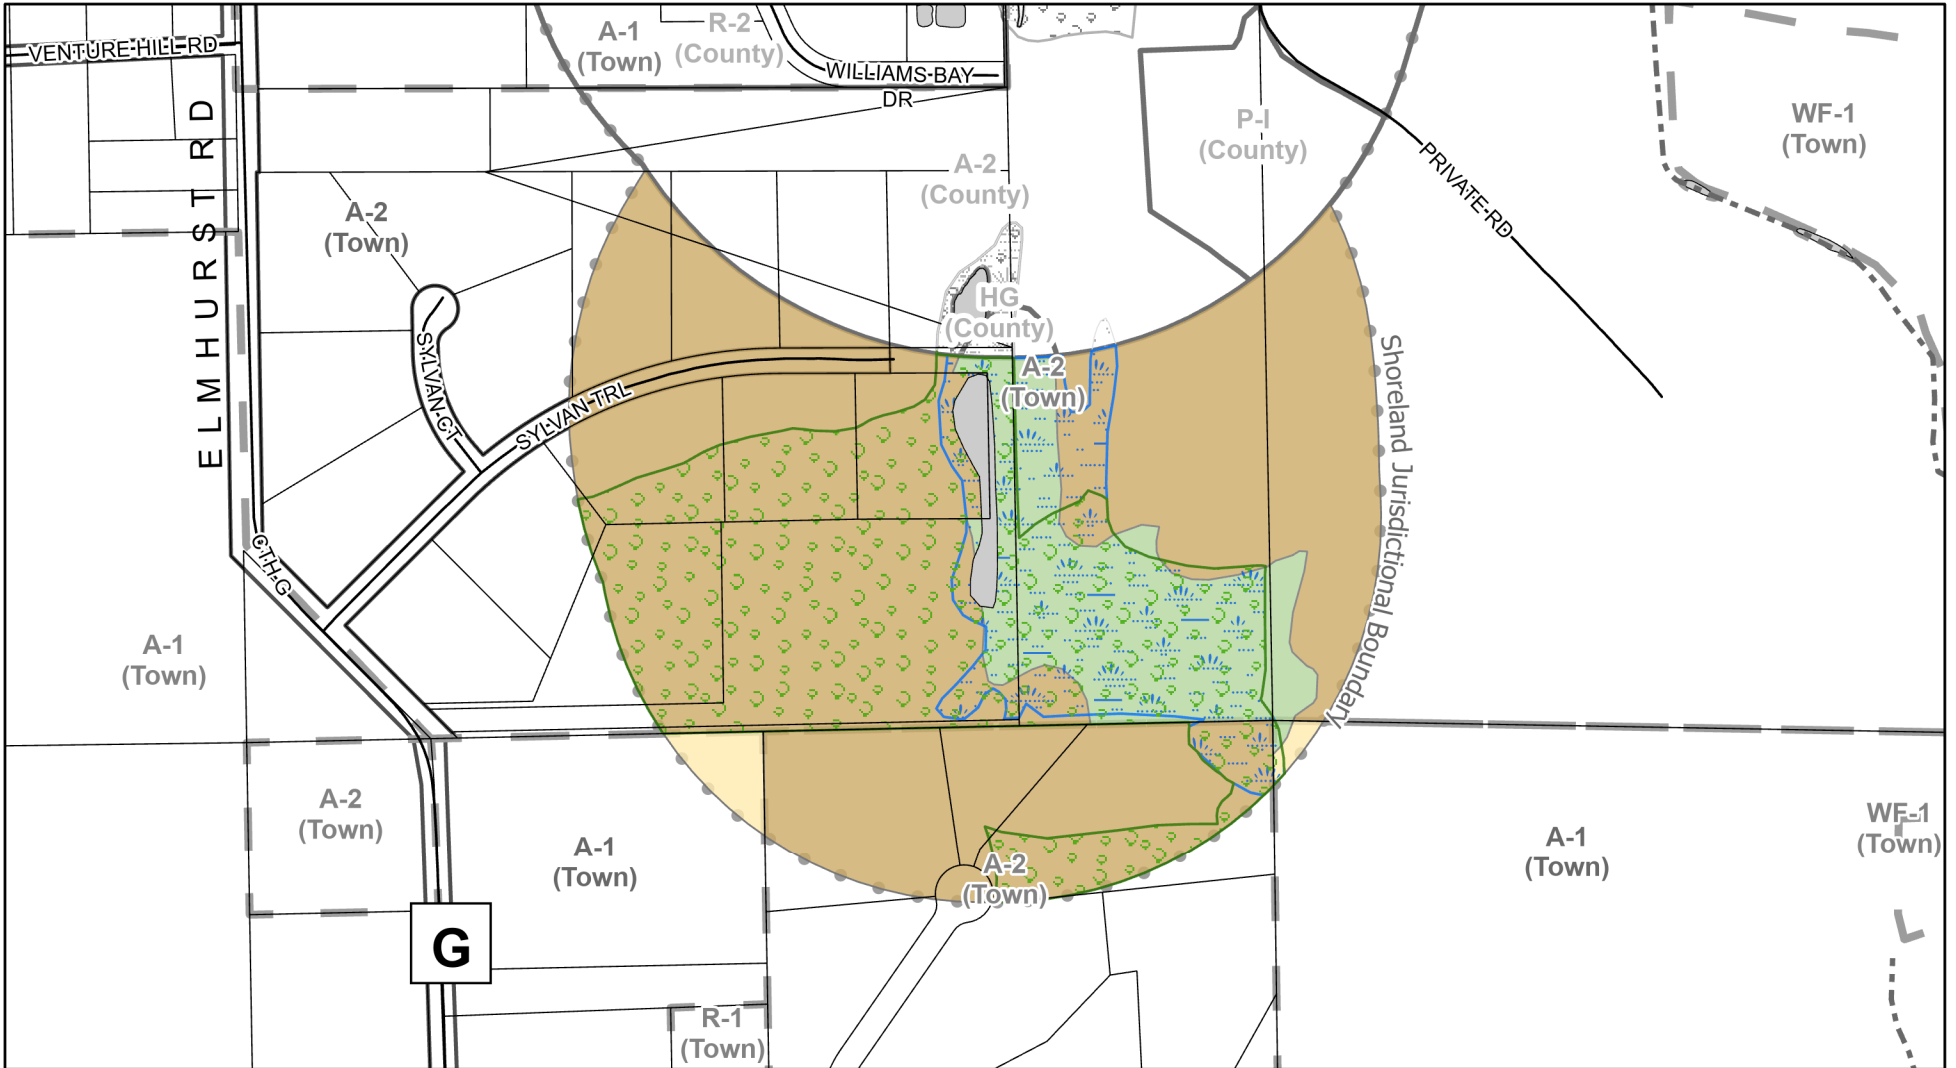 VENTURE HILL RD
A-1
(Town)
R-2
(County)
WILLIAMS BAY
DR
ELMHURST RD
A-2
(Town)
A-2
(County)
P-I
(County)
PRIVATE RD
WF-1
(Town)
HG
(County)
A-2
(Town)
SYLVAN CT
SYLVAN TRL
Shoreland Jurisdictional Boundary
CTH G
A-1
(Town)
A-2
(Town)
A-1
(Town)
A-2
(Town)
A-1
(Town)
WF-1
(Town)
G
R-1
(Town)